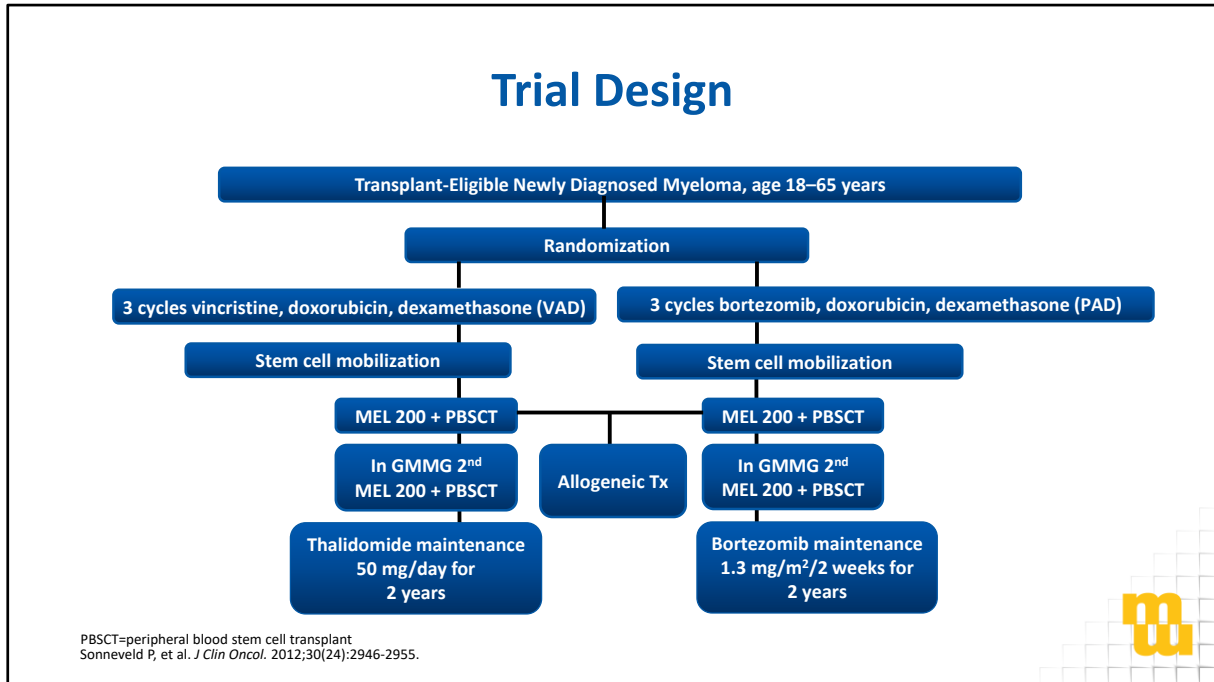 Trial Design
Transplant-Eligible Newly Diagnosed Myeloma, age 18–65 years
Randomization
3 cycles vincristine, doxorubicin, dexamethasone (VAD)
3 cycles bortezomib, doxorubicin, dexamethasone (PAD)
Stem cell mobilization
Stem cell mobilization
MEL 200 + PBSCT
MEL 200 + PBSCT
In GMMG 2nd
MEL 200 + PBSCT
Allogeneic Tx
In GMMG 2nd
MEL 200 + PBSCT
Thalidomide maintenance
50 mg/day for
2 years
Bortezomib maintenance
1.3 mg/m²/2 weeks for
2 years
PBSCT=peripheral blood stem cell transplant
Sonneveld P, et al. J Clin Oncol. 2012;30(24):2946-2955.